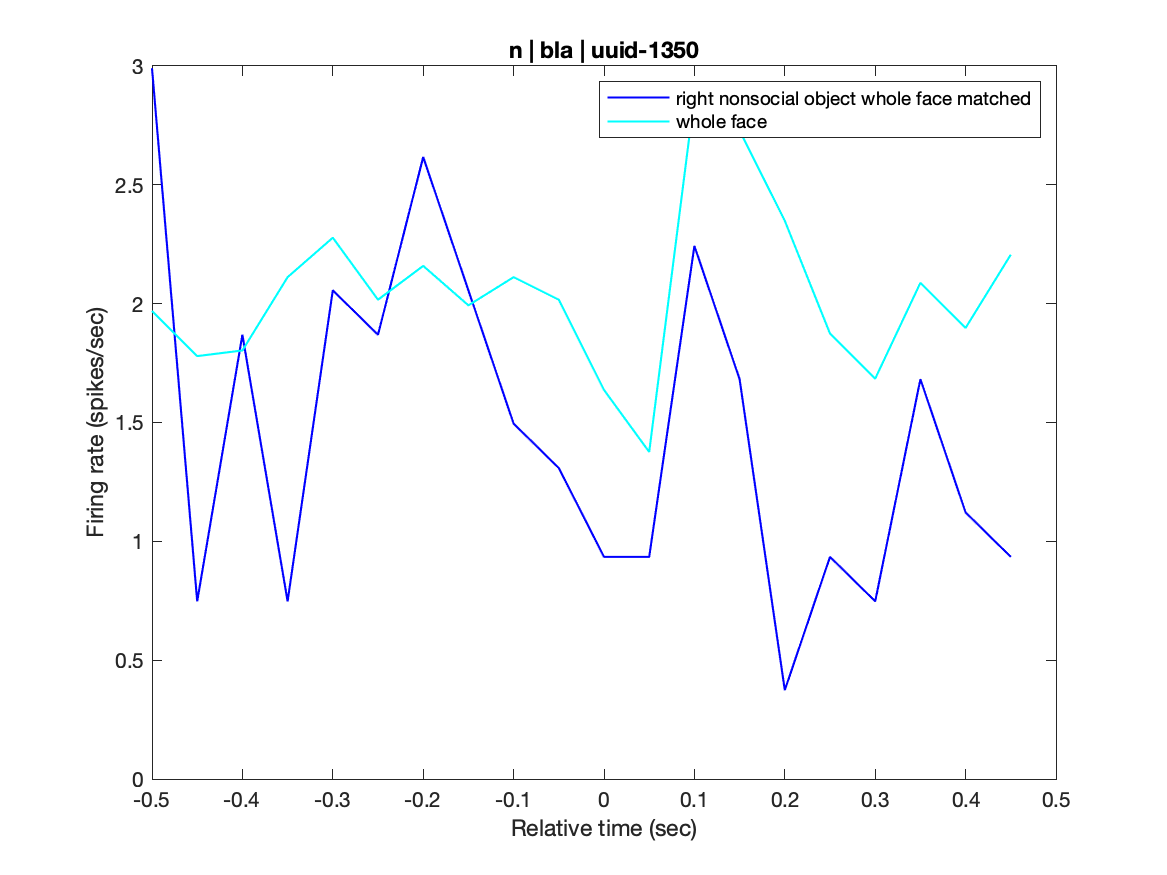 n | bla | uuid-1350
right nonsocial object whole face matched
whole face
Firing rate (spikes/sec)
3
2.5
2
1.5
1
0.5
0
-0.5 -0.4 -0.3 -0.2 -0.1 0 0.1 0.2 0.3 0.4 0.5
Relative time (sec)